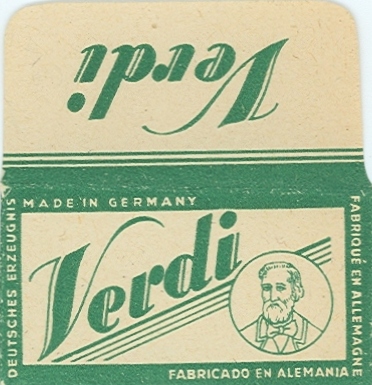 Verdi
MADE IN GERMANY
DEUTSCHES ERZEUGNIS
Verdi
FABRIQUÉ EN ALLEMAGNE
FABRICADO EN ALEMANIA